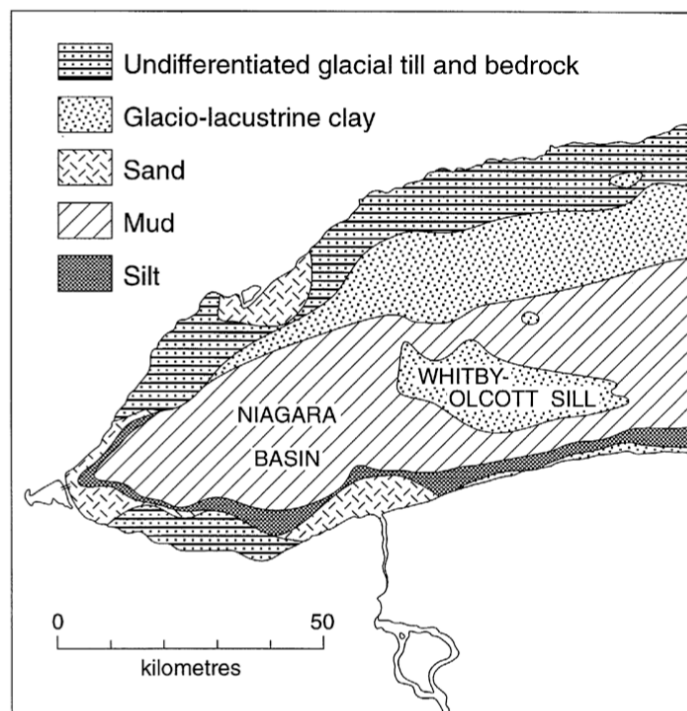 Undifferentiated glacial till and bedrock
Glacio-lacustrine clay
Sand
Mud
Silt
WHITBY-
OLCOTT SILL
NIAGARA
BASIN
0 50
kilometres